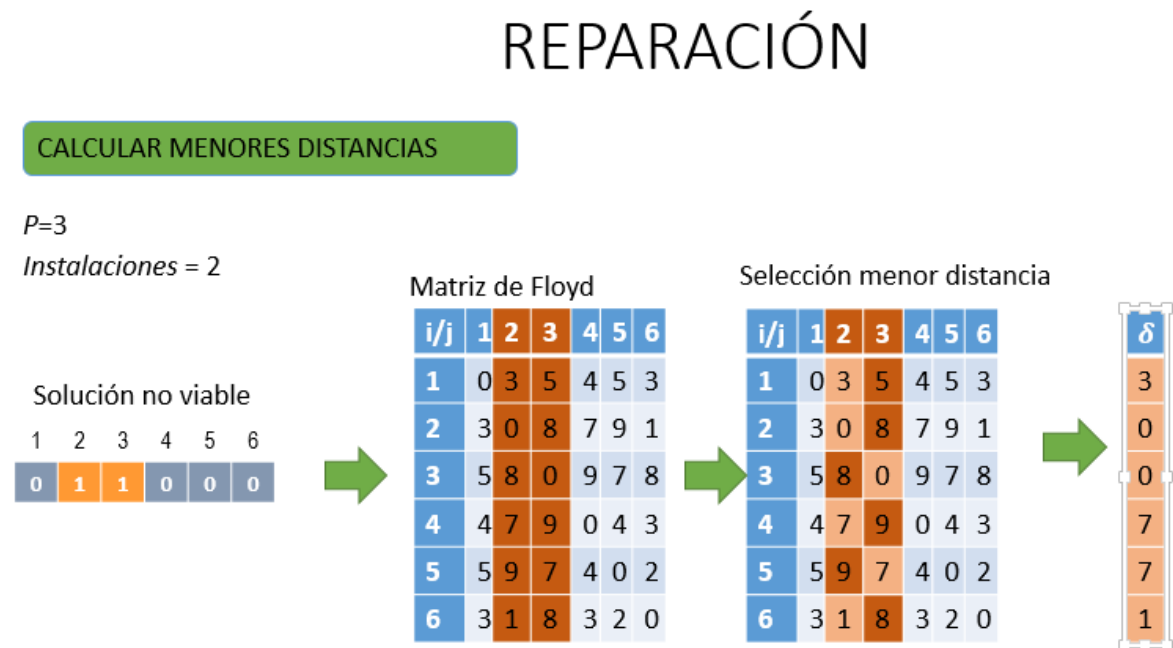 REPARACIÓN
CALCULAR MENORES DISTANCIAS
P=3
Instalaciones = 2
Solución no viable
1 2 3 4 5 6
0 1 1 0 0 0
Matriz de Floyd
i/j 1 2 3 4 5 6
1 0 3 5 4 5 3
2 3 0 8 7 9 1
3 5 8 0 9 7 8
4 4 7 9 0 4 3
5 5 9 7 4 0 2
6 3 1 8 3 2 0
Selección menor distancia
i/j 1 2 3 4 5 6
1 0 3 5 4 5 3
2 3 0 8 7 9 1
3 5 8 0 9 7 8
4 4 7 9 0 4 3
5 5 9 7 4 0 2
6 3 1 8 3 2 0
δ
3
0
0
7
7
1